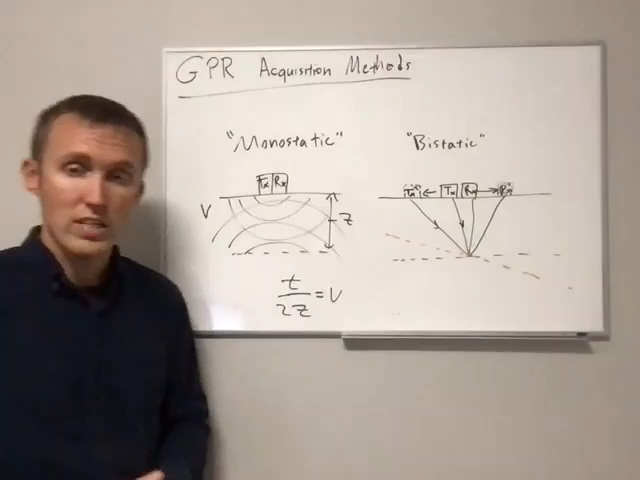 GPR Acquisition Methods
"Monostatic"
"Bistatic"
Tx Rx
Tx Tx Rx Rx
V
Z
t
2Z
=V